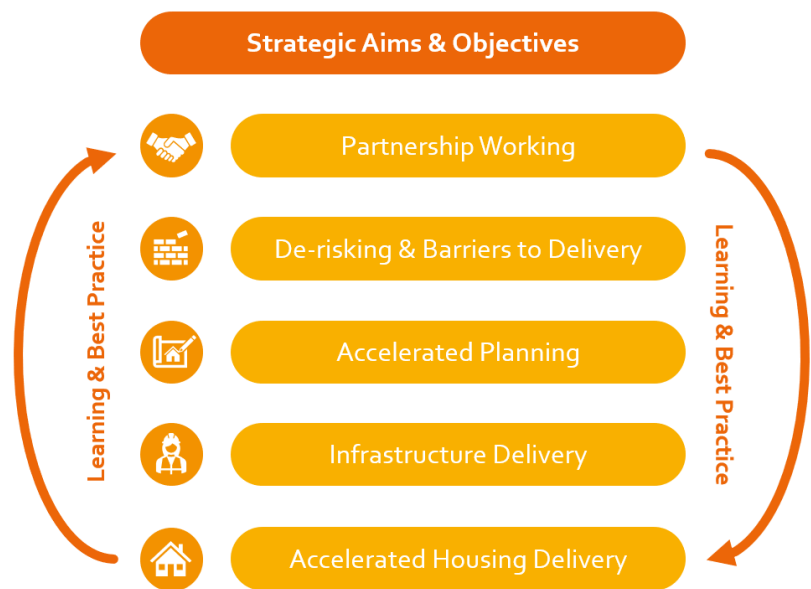 Strategic Aims & Objectives
Partnership Working
De-risking & Barriers to Delivery
Accelerated Planning
Infrastructure Delivery
Accelerated Housing Delivery
Learning & Best Practice
Learning & Best Practice